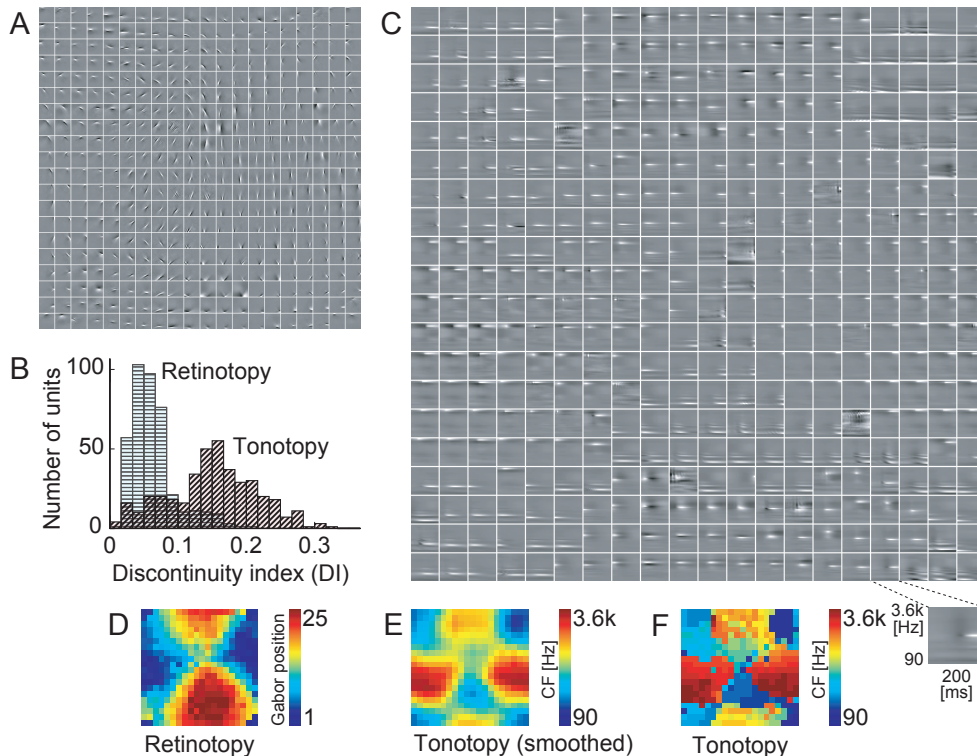 A
C
B
100
50
0
Number of units
Retinotopy
Tonotopy
0
0.1
0.2
0.3
Discontinuity index (DI)
3.6k
[Hz]
90
200
[ms]
D
25
1
Gabor position
Retinotopy
E
3.6k
90
CF [Hz]
Tonotopy (smoothed)
F
3.6k
90
CF [Hz]
Tonotopy